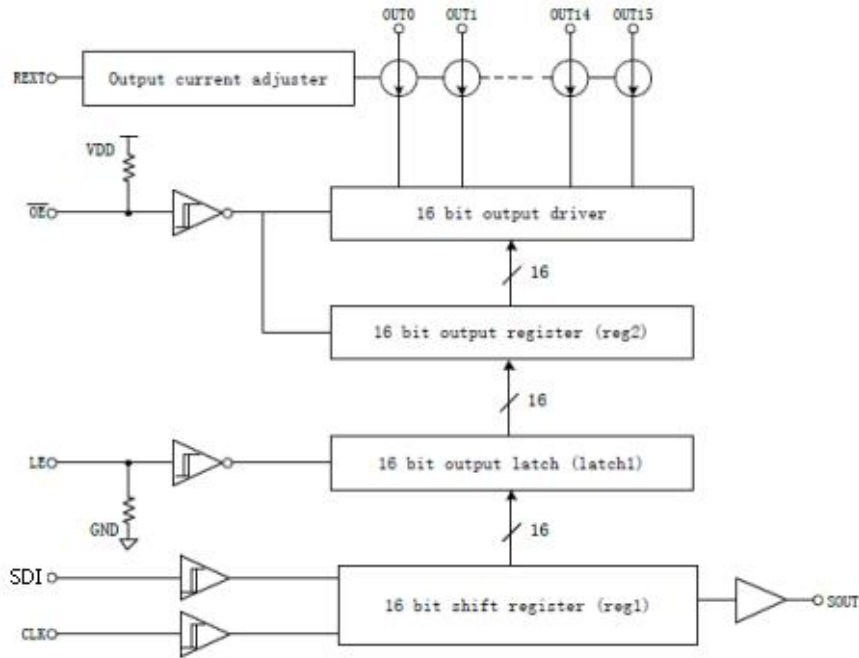 OUT0
OUT1
OUT14
OUT15
REXT
Output current adjuster
VDD
OE
16 bit output driver
16
16 bit output register (reg2)
16
LE
16 bit output latch (latch1)
GND
16
SDI
16 bit shift register (reg1)
SOUT
CLK